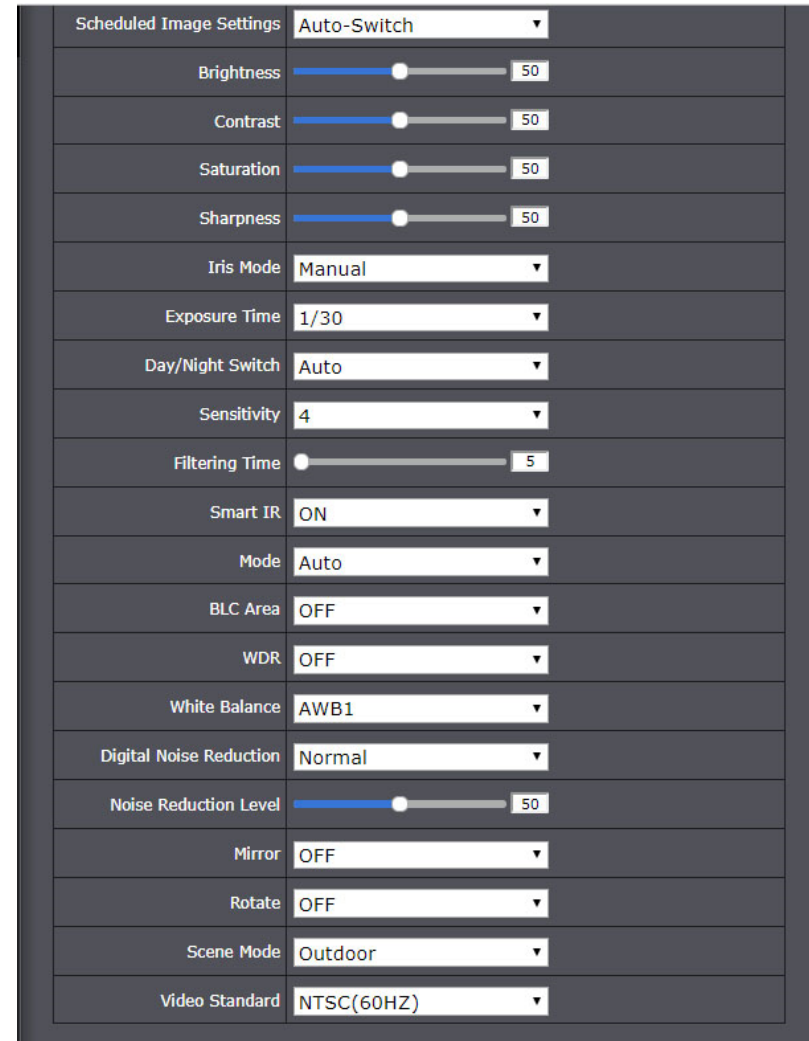 Scheduled Image Settings Auto-Switch
Brightness 50
Contrast 50
Saturation 50
Sharpness 50
Iris Mode Manual
Exposure Time 1/30
Day/Night Switch Auto
Sensitivity 4
Filtering Time 5
Smart IR ON
Mode Auto
BLC Area OFF
WDR OFF
White Balance AWB1
Digital Noise Reduction Normal
Noise Reduction Level 50
Mirror OFF
Rotate OFF
Scene Mode Outdoor
Video Standard NTSC(60HZ)